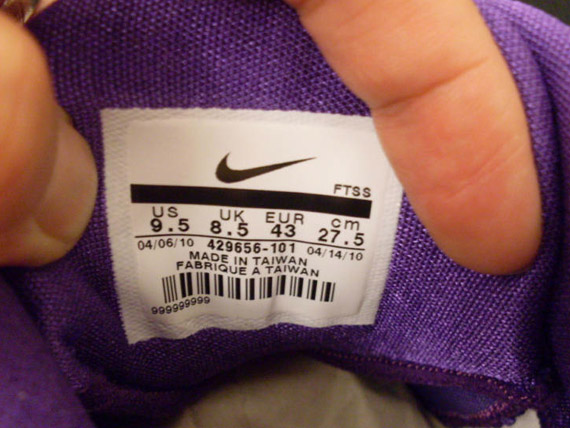 FTSS
US UK EUR cm
9.5 8.5 43 27.5
04/06/10 429656-101 04/14/10
MADE IN TAIWAN
FABRIQUE A TAIWAN
999999999